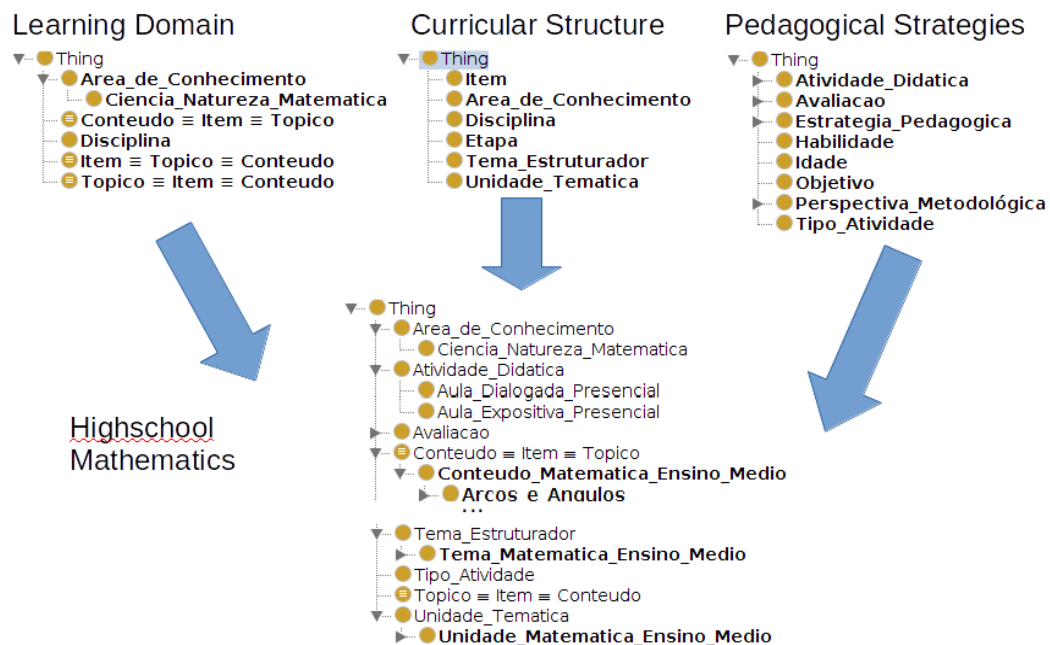 Learning Domain
Thing
Area_de_Conhecimento
Ciencia_Natureza_Matematica
Conteudo ≡ Item ≡ Topico
Disciplina
Item ≡ Topico ≡ Conteudo
Topico ≡ Item ≡ Conteudo
Curricular Structure
Thing
Item
Area_de_Conhecimento
Disciplina
Etapa
Tema_Estruturador
Unidade_Tematica
Pedagogical Strategies
Thing
Atividade_Didatica
Avaliacao
Estrategia_Pedagogica
Habilidade
Idade
Objetivo
Perspectiva_Metodológica
Tipo_Atividade
Highschool
Mathematics
Thing
Area_de_Conhecimento
Ciencia_Natureza_Matematica
Atividade_Didatica
Aula_Dialogada_Presencial
Aula_Expositiva_Presencial
Avaliacao
Conteudo ≡ Item ≡ Topico
Conteudo_Matematica_Ensino_Medio
Arcos_e_Angulos
...
Tema_Estruturador
Tema_Matematica_Ensino_Medio
Tipo_Atividade
Topico ≡ Item ≡ Conteudo
Unidade_Tematica
Unidade_Matematica_Ensino_Medio